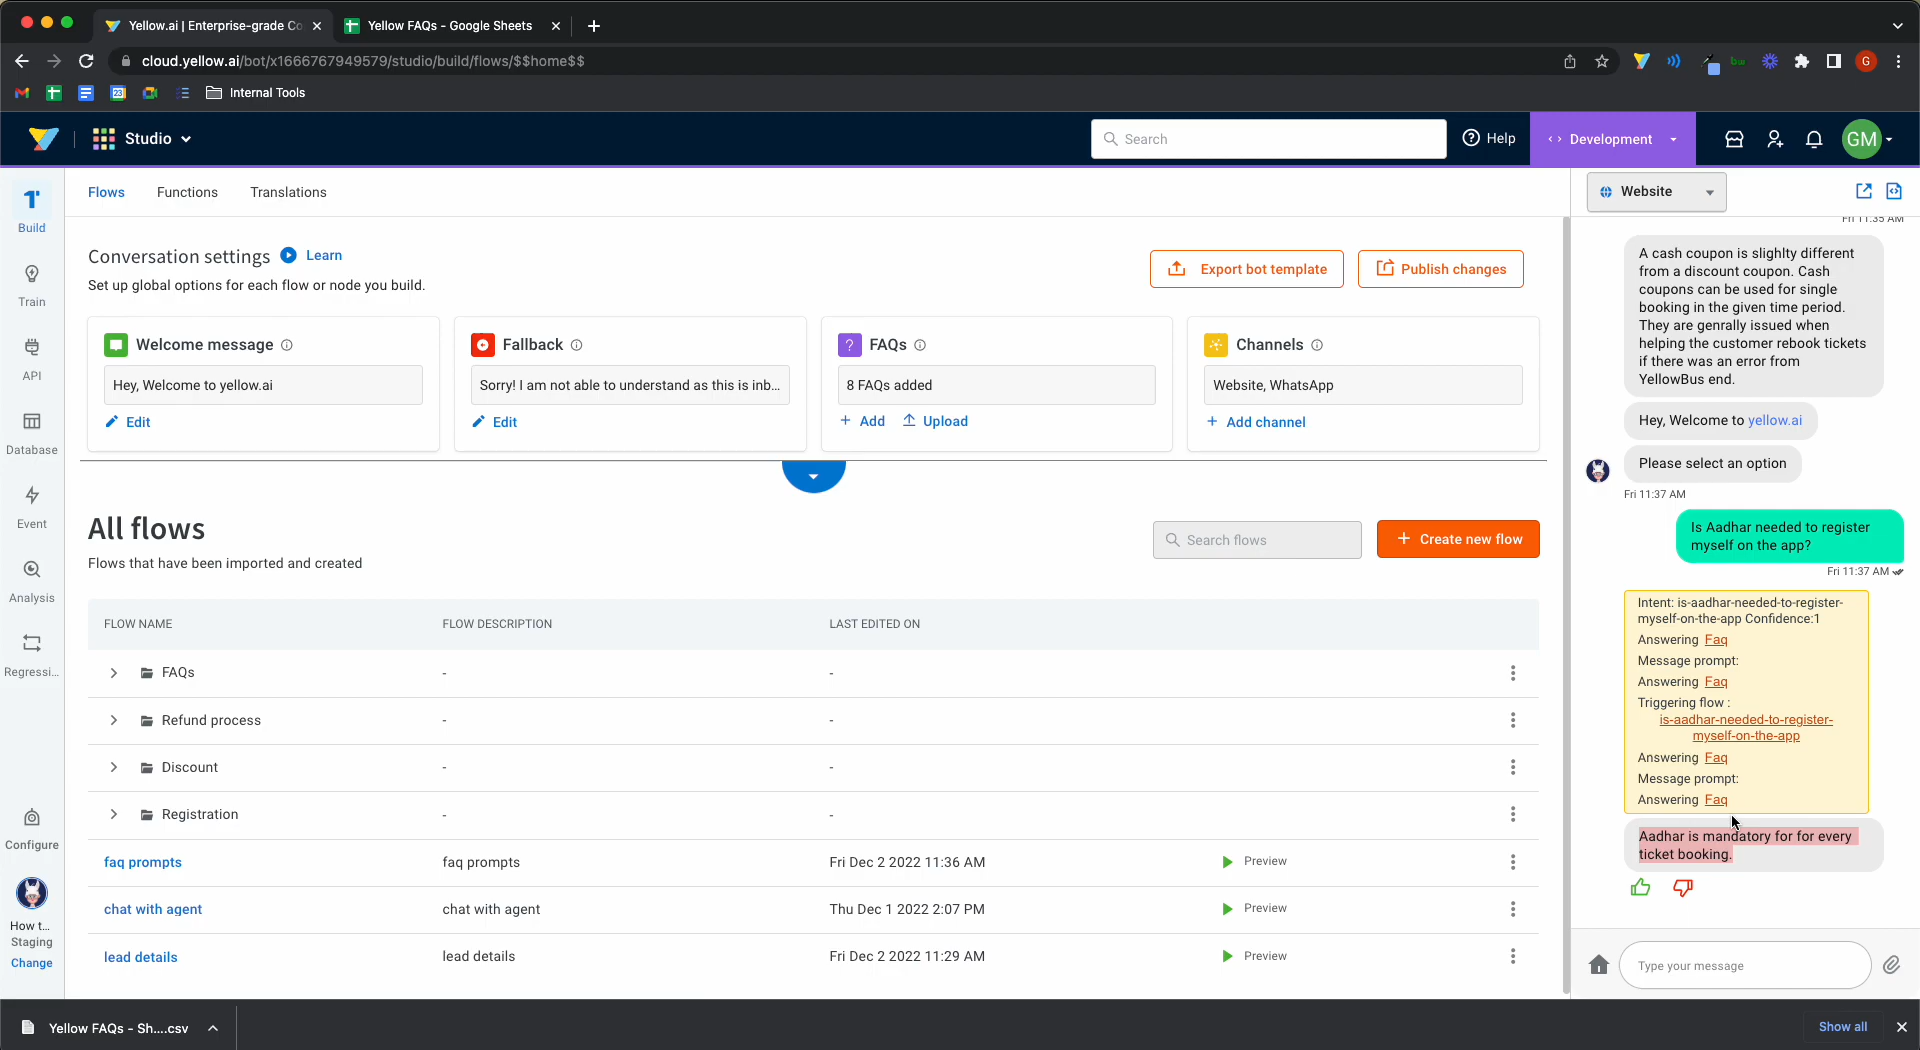 Yellow.ai | Enterprise-grade Co
Yellow FAQs - Google Sheets
cloud.yellow.ai/bot/x1666767949579/studio/build/flows/$$home$$
G
23
Internal Tools
Studio
Search
Help
Development
GM
Build
Train
API
Database
Event
Analysis
Regressi...
Configure
How t...
Staging
Change
Flows
Functions
Translations
Conversation settings
Learn
Set up global options for each flow or node you build.
Export bot template
Publish changes
Welcome message
Hey, Welcome to yellow.ai
Edit
Fallback
Sorry! I am not able to understand as this is inb...
Edit
FAQs
8 FAQs added
Add
Upload
Channels
Website, WhatsApp
Add channel
All flows
Flows that have been imported and created
Search flows
+ Create new flow
FLOW NAME FLOW DESCRIPTION LAST EDITED ON
FAQs - -
Refund process - -
Discount - -
Registration - -
faq prompts faq prompts Fri Dec 2 2022 11:36 AM Preview
chat with agent chat with agent Thu Dec 1 2022 2:07 PM Preview
lead details lead details Fri Dec 2 2022 11:29 AM Preview
Website
Fri 11:35 AM
A cash coupon is slighlty different
from a discount coupon. Cash
coupons can be used for single
booking in the given time period.
They are genrally issued when
helping the customer rebook tickets
if there was an error from
YellowBus end.
Hey, Welcome to yellow.ai
Please select an option
Fri 11:37 AM
Is Aadhar needed to register
myself on the app?
Fri 11:37 AM
Intent: is-aadhar-needed-to-register-
myself-on-the-app Confidence:1
Answering Faq
Message prompt:
Answering Faq
Triggering flow :
is-aadhar-needed-to-register-
myself-on-the-app
Answering Faq
Message prompt:
Answering Faq
Aadhar is mandatory for for every
ticket booking.
Type your message
Yellow FAQs - Sh....csv
Show all